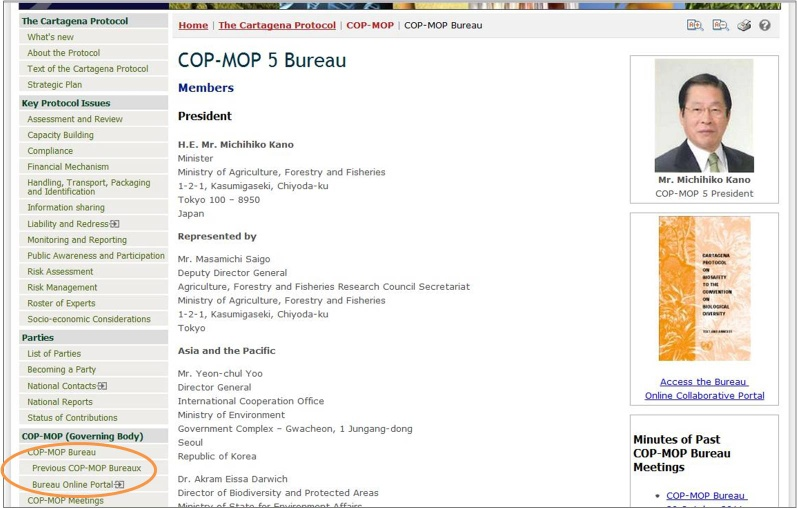 The Cartagena Protocol
What's new
About the Protocol
Text of the Cartagena Protocol
Strategic Plan
Key Protocol Issues
Assessment and Review
Capacity Building
Compliance
Financial Mechanism
Handling, Transport, Packaging
and Identification
Information sharing
Liability and Redress
Monitoring and Reporting
Public Awareness and Participation
Risk Assessment
Risk Management
Roster of Experts
Socio-economic Considerations
Parties
List of Parties
Becoming a Party
National Contacts
National Reports
Status of Contributions
COP-MOP (Governing Body)
COP-MOP Bureau
Previous COP-MOP Bureaux
Bureau Online Portal
COP-MOP Meetings
Home | The Cartagena Protocol | COP-MOP | COP-MOP Bureau
COP-MOP 5 Bureau
Members
President
H.E. Mr. Michihiko Kano
Minister
Ministry of Agriculture, Forestry and Fisheries
1-2-1, Kasumigaseki, Chiyoda-ku
Tokyo 100 – 8950
Japan
Represented by
Mr. Masamichi Saigo
Deputy Director General
Agriculture, Forestry and Fisheries Research Council Secretariat
Ministry of Agriculture, Forestry and Fisheries
1-2-1, Kasumigaseki, Chiyoda-ku
Tokyo
Asia and the Pacific
Mr. Yeon-chul Yoo
Director General
International Cooperation Office
Ministry of Environment
Government Complex – Gwacheon, 1 Jungang-dong
Seoul
Republic of Korea
Dr. Akram Eissa Darwich
Director of Biodiversity and Protected Areas
Ministry of State for Environment Affairs
Mr. Michihiko Kano
COP-MOP 5 President
CARTAGENA
PROTOCOL
ON
BIOSAFETY
TO THE
CONVENTION
ON
BIOLOGICAL
DIVERSITY
TEXT AND ANNEXES
Access the Bureau
Online Collaborative Portal
Minutes of Past
COP-MOP Bureau
Meetings
COP-MOP Bureau